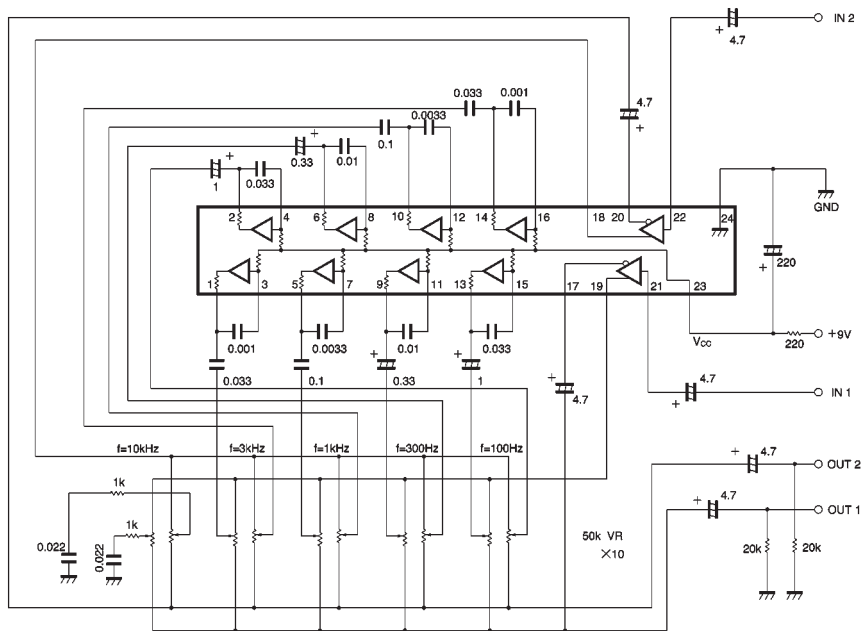 IN 2
+
4.7
4.7
+
0.033 0.001
0.0033
0.1
+
0.33 0.01
+
1 0.033
2 4 6 8 10 12 14 16 18 20 22 24
GND
+
220
1 3 5 7 9 11 13 15 17 19 21 23
0.001 0.0033 + 0.01 + 0.033
VCC
220
+9V
0.033 0.1 0.33 1
+
4.7
4.7
+
IN 1
f=10kHz f=3kHz f=1kHz f=300Hz f=100Hz
+
4.7
OUT 2
1k
+
4.7
OUT 1
1k
0.022
0.022
50k VR
×10
20k
20k